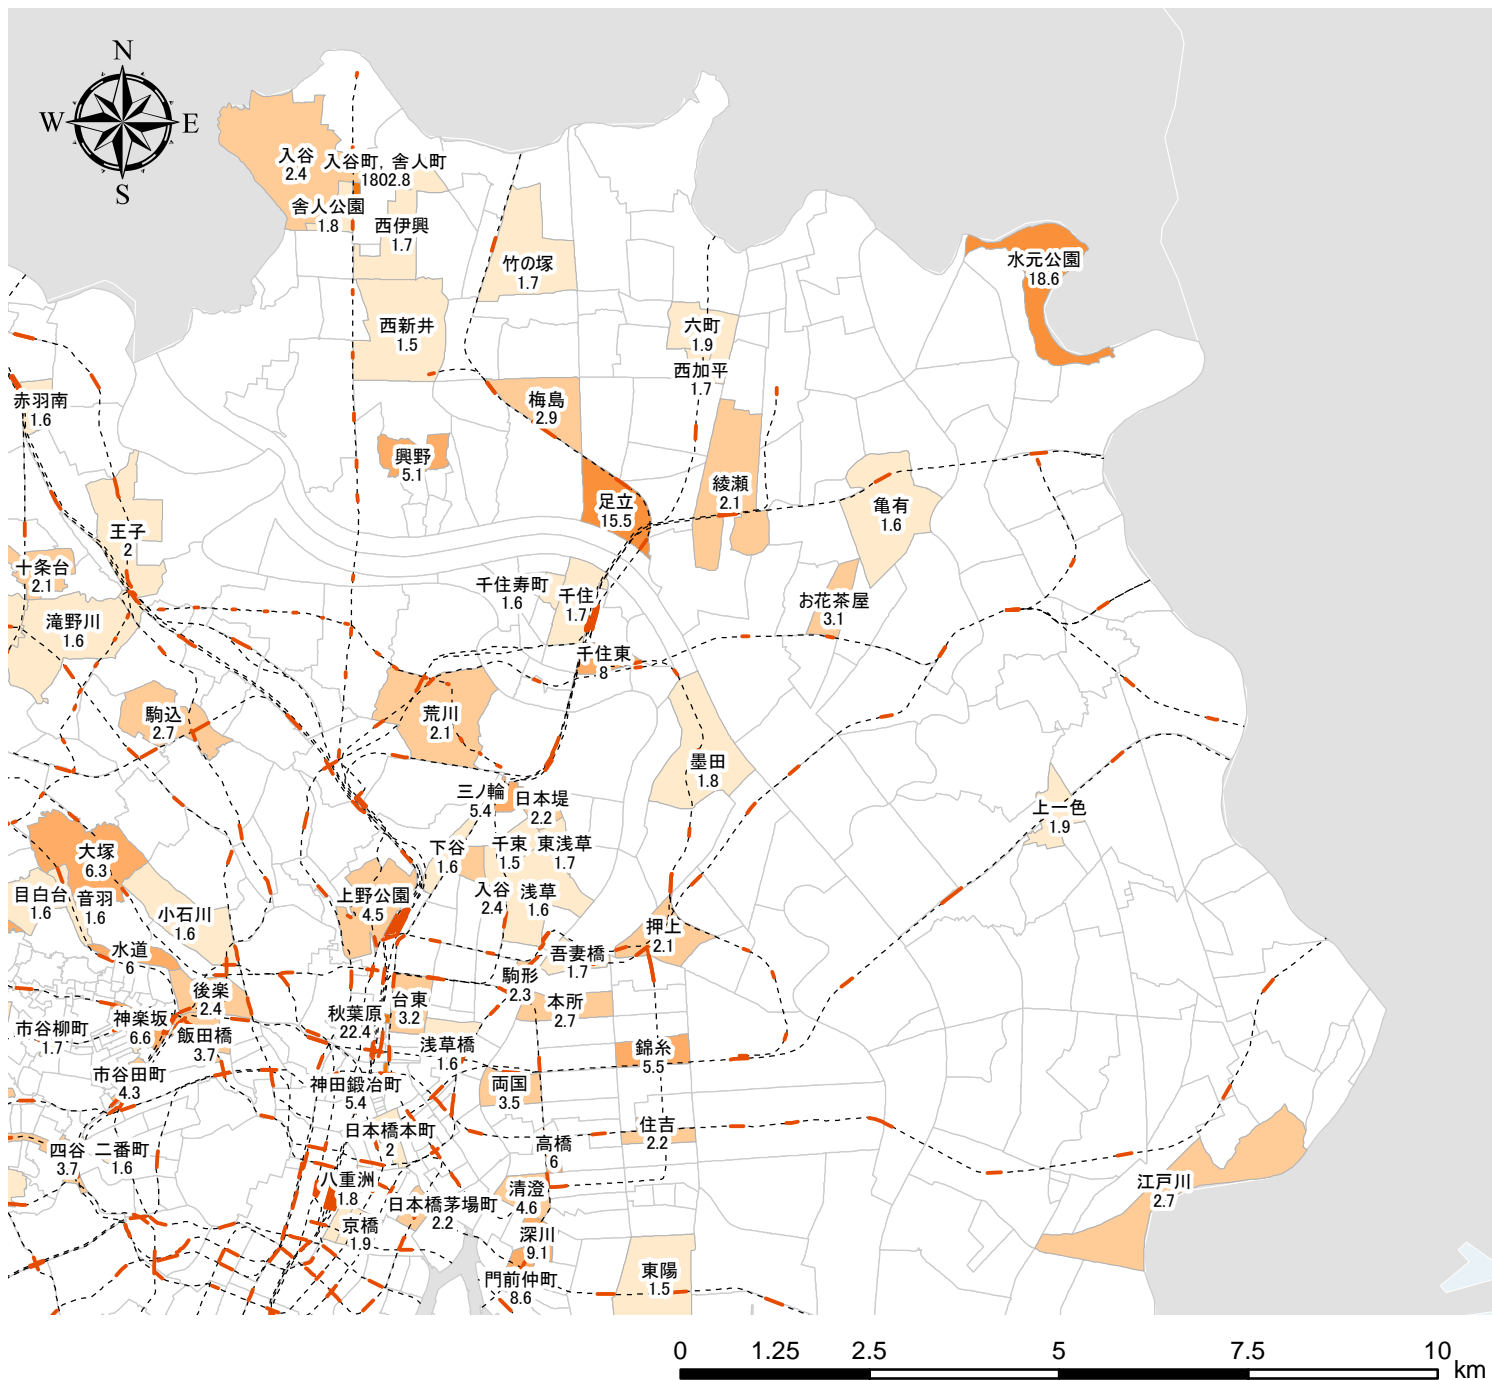 N
W
E
S
入谷
2.4
入谷町, 舎人町
1802.8
舎人公園
1.8
西伊興
1.7
竹の塚
1.7
水元公園
18.6
西新井
1.5
六町
1.9
西加平
1.7
赤羽南
1.6
梅島
2.9
興野
5.1
綾瀬
2.1
足立
15.5
亀有
1.6
王子
2
十条台
2.1
千住寿町
1.6
千住
1.7
お花茶屋
3.1
滝野川
1.6
千住東
8
駒込
2.7
荒川
2.1
墨田
1.8
三ノ輪
5.4
日本堤
2.2
上一色
1.9
大塚
6.3
下谷
1.6
千束
1.5
東浅草
1.7
目白台
1.6
音羽
1.6
上野公園
4.5
入谷
2.4
浅草
1.6
小石川
1.6
押上
2.1
水道
6
吾妻橋
1.7
駒形
2.3
後楽
2.4
台東
3.2
本所
2.7
市谷柳町
1.7
神楽坂
6.6
飯田橋
3.7
秋葉原
22.4
浅草橋
1.6
錦糸
5.5
市谷田町
4.3
神田鍛冶町
5.4
両国
3.5
四谷
3.7
二番町
1.6
日本橋本町
2
住吉
2.2
高橋
6
八重洲
1.8
清澄
4.6
江戸川
2.7
日本橋茅場町
2.2
京橋
1.9
深川
9.1
門前仲町
8.6
東陽
1.5
0
1.25
2.5
5
7.5
10
km